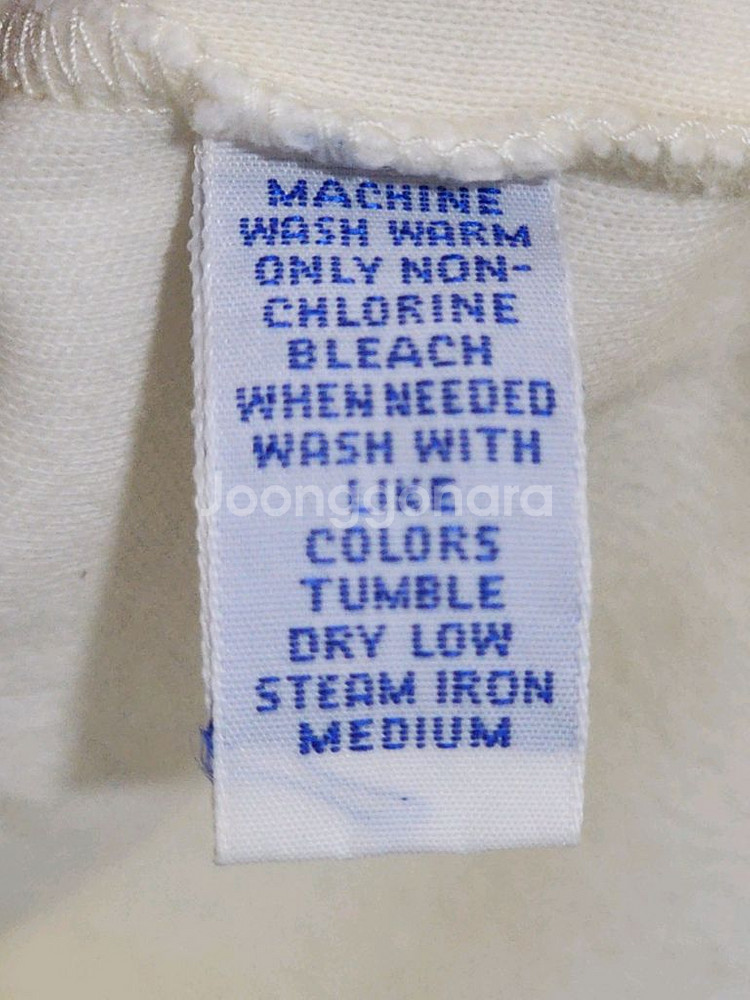 MACHINE
WASH WARM
ONLY NON-
CHLORINE
BLEACH
WHEN NEEDED
WASH WITH
LIKE
Joonggonara
COLORS
TUMBLE
DRY LOW
STEAM IRON
MEDIUM